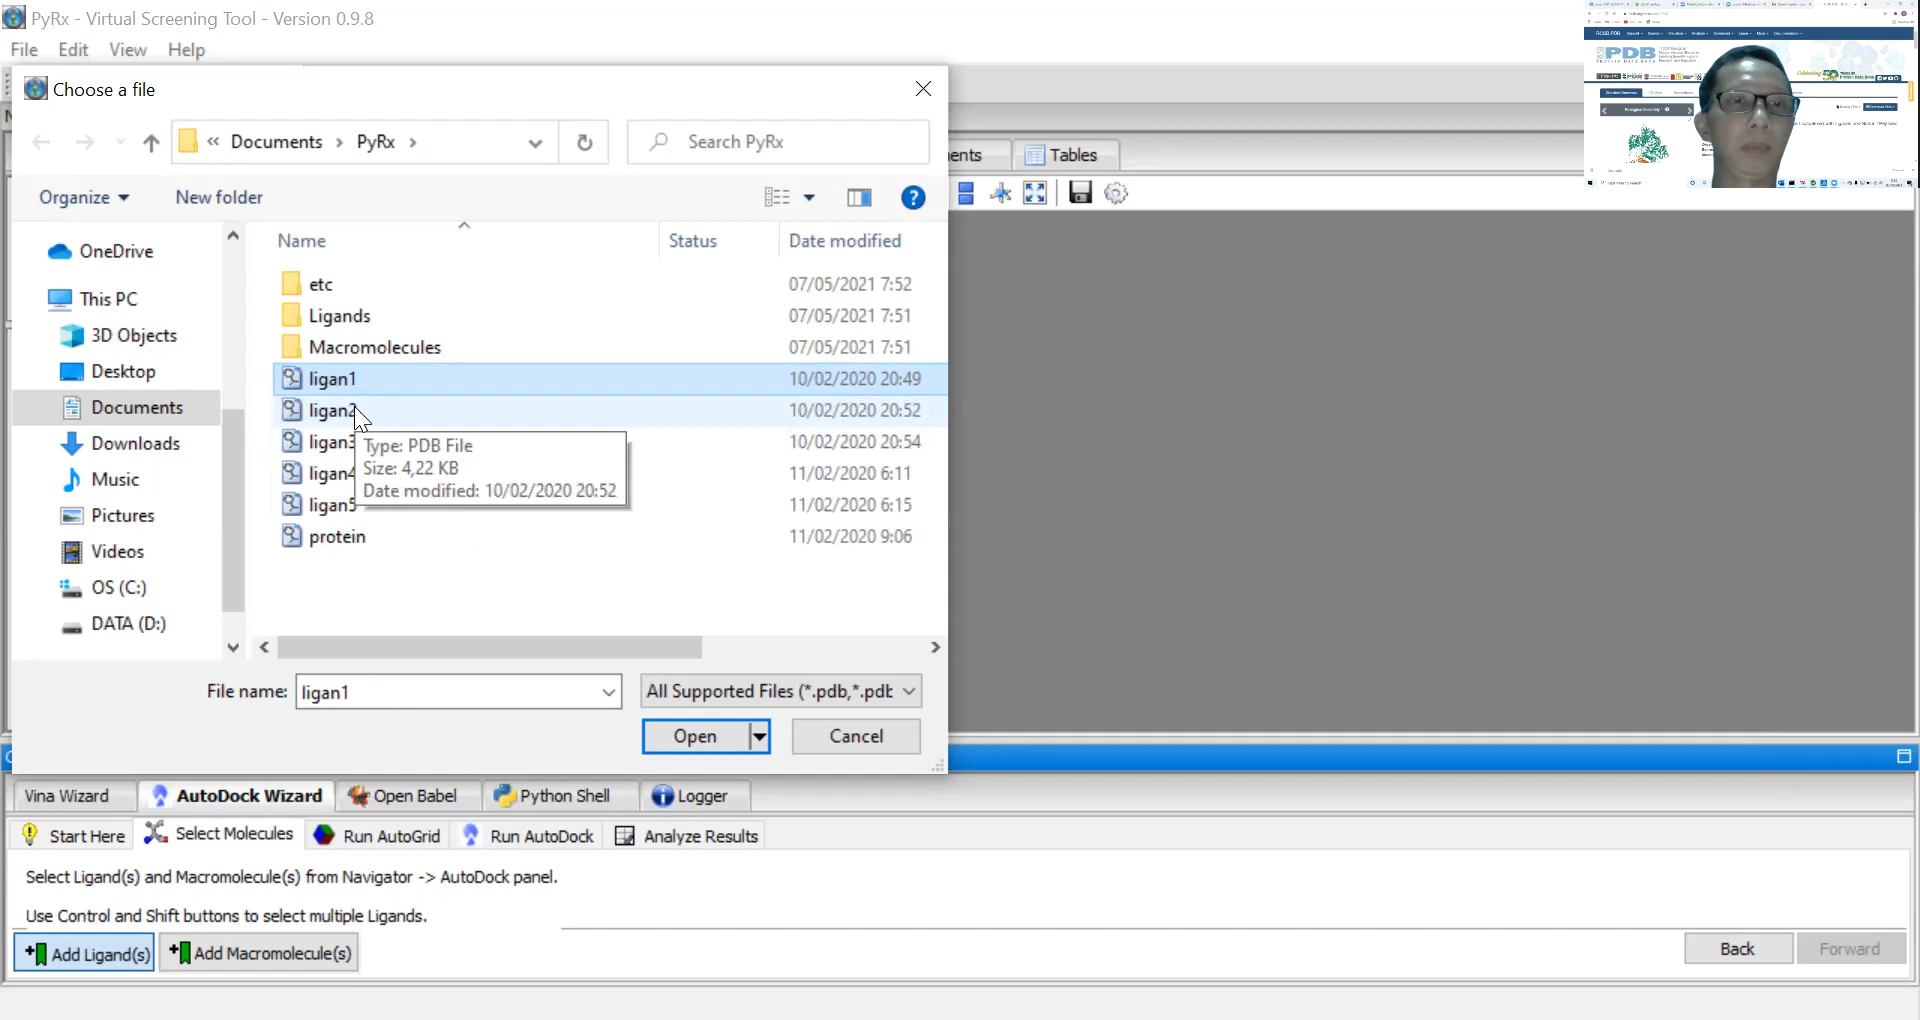 PyRx - Virtual Screening Tool - Version 0.9.8
File Edit View Help
Choose a file
« Documents › PyRx ›
Search PyRx
Organize
New folder
?
Name Status Date modified
OneDrive
This PC
3D Objects
Desktop
Documents
Downloads
Music
Pictures
Videos
OS (C:)
DATA (D:)
etc 07/05/2021 7:52
Ligands 07/05/2021 7:51
Macromolecules 07/05/2021 7:51
ligan1 10/02/2020 20:49
ligan2 10/02/2020 20:52
ligan3 10/02/2020 20:54
ligan4 11/02/2020 6:11
ligan5 11/02/2020 6:15
protein 11/02/2020 9:06
Type: PDB File
Size: 4,22 KB
Date modified: 10/02/2020 20:52
File name: ligan1
All Supported Files (*.pdb,*.pdt
Open Cancel
ents Tables
RCSB PDB
PDB
PROTEIN DATA BANK
Vina Wizard AutoDock Wizard Open Babel Python Shell Logger
Start Here Select Molecules Run AutoGrid Run AutoDock Analyze Results
Select Ligand(s) and Macromolecule(s) from Navigator -> AutoDock panel.
Use Control and Shift buttons to select multiple Ligands.
Add Ligand(s) Add Macromolecule(s)
Back Forward